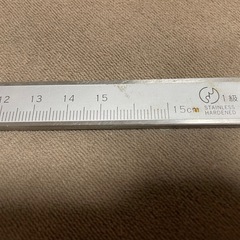 12 13 14 15
15cm
1級
STAINLESS
HARDENED